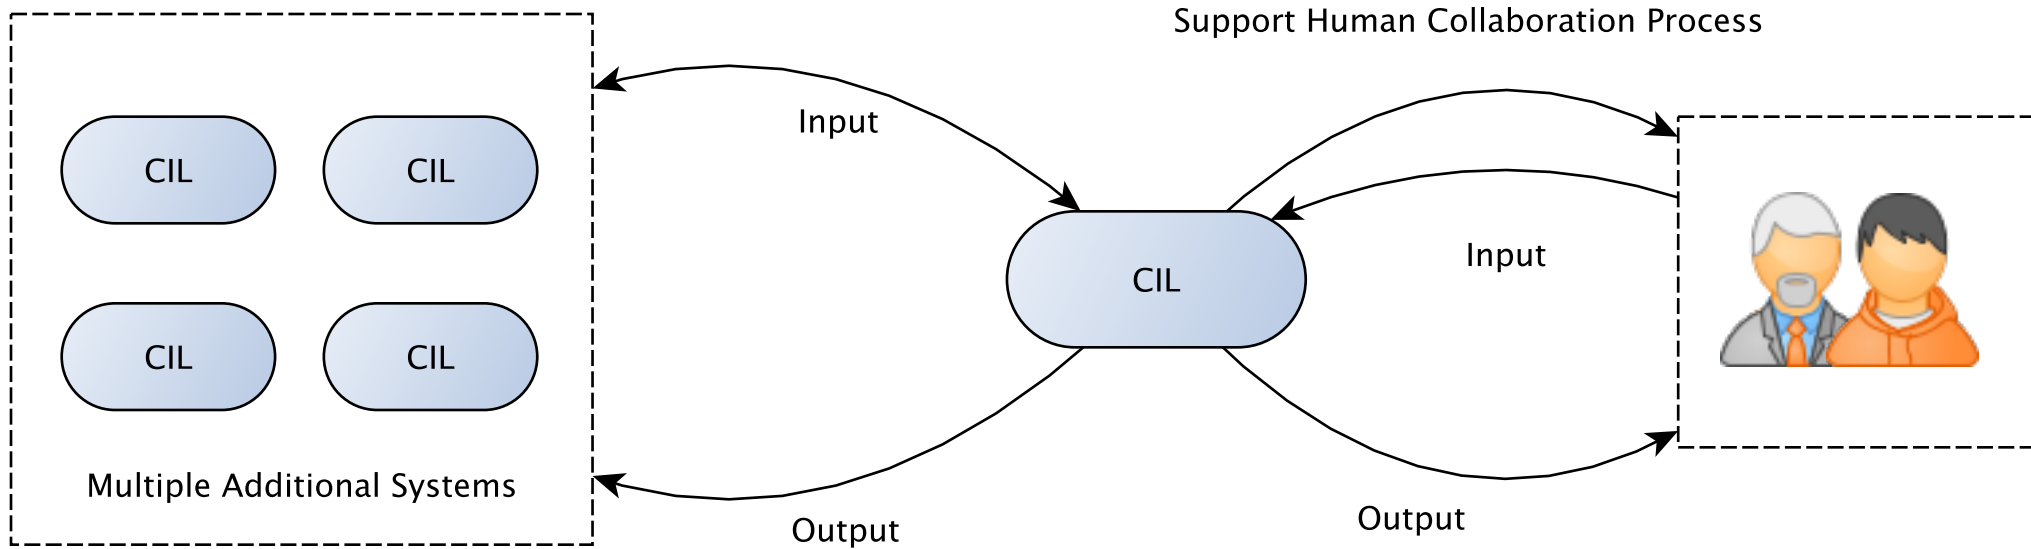 Support Human Collaboration Process
Input
CIL
CIL
Input
CIL
CIL
CIL
Multiple Additional Systems
Output
Output